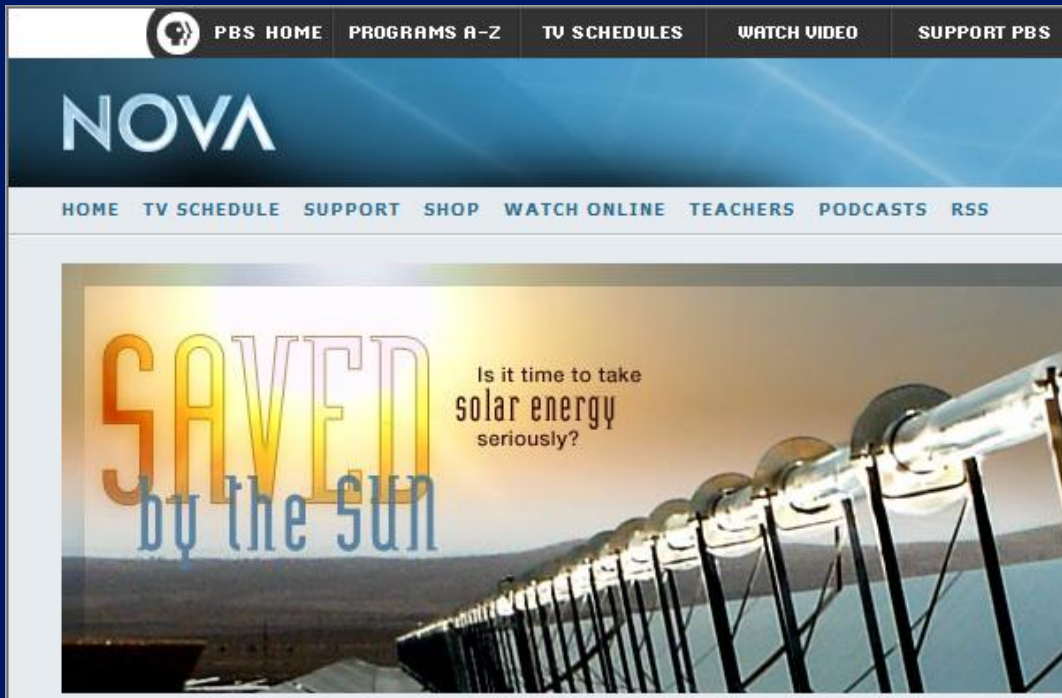 PBS HOME PROGRAMS A-Z TV SCHEDULES WATCH VIDEO SUPPORT PBS
NOVA
HOME TV SCHEDULE SUPPORT SHOP WATCH ONLINE TEACHERS PODCASTS RSS
SAVED
by the SUN
Is it time to take
solar energy
seriously?